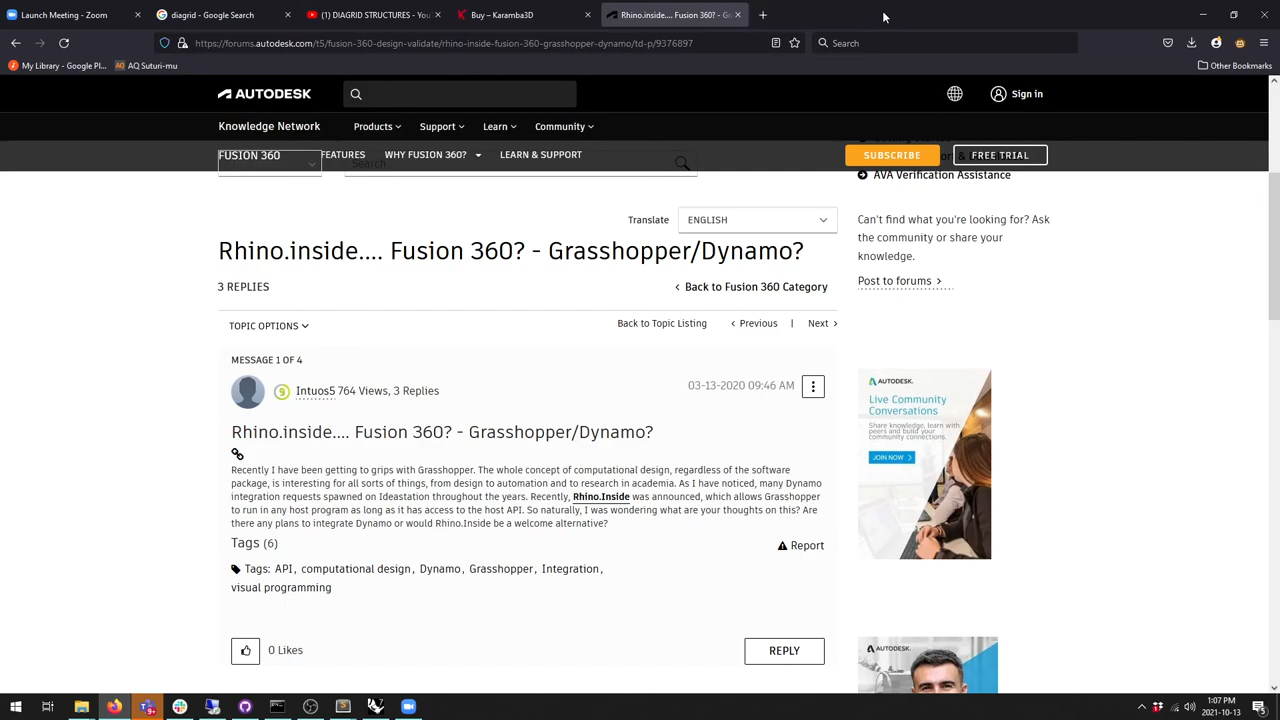 Launch Meeting - Zoom
diagrid - Google Search
(1) DIAGRID STRUCTURES - You
Buy – Karamba3D
Rhino.inside.... Fusion 360? - Gr
https://forums.autodesk.com/t5/fusion-360-design-validate/rhino-inside-fusion-360-grasshopper-dynamo/td-p/9376897
Search
My Library - Google Pl...
AQ Suturi-mu
Other Bookmarks
AUTODESK
Sign in
Knowledge Network
Products
Support
Learn
Community
FUSION 360
FEATURES
WHY FUSION 360?
LEARN & SUPPORT
Search
SUBSCRIBE
FREE TRIAL
AVA Verification Assistance
Translate
ENGLISH
Can't find what you're looking for? Ask
the community or share your
knowledge.
Post to forums
Rhino.inside.... Fusion 360? - Grasshopper/Dynamo?
3 REPLIES
Back to Fusion 360 Category
TOPIC OPTIONS
Back to Topic Listing
Previous
|
Next
MESSAGE 1 OF 4
Intuos5 764 Views, 3 Replies
03-13-2020 09:46 AM
Rhino.inside.... Fusion 360? - Grasshopper/Dynamo?
Recently I have been getting to grips with Grasshopper. The whole concept of computational design, regardless of the software
package, is interesting for all sorts of things, from design to automation and to research in academia. As I have noticed, many Dynamo
integration requests spawned on Ideastation throughout the years. Recently, Rhino.Inside was announced, which allows Grasshopper
to run in any host program as long as it has access to the host API. So naturally, I was wondering what are your thoughts on this? Are
there any plans to integrate Dynamo or would Rhino.Inside be a welcome alternative?
Tags (6)
Report
Tags: API, computational design, Dynamo, Grasshopper, Integration,
visual programming
0 Likes
REPLY
AUTODESK.
Live Community
Conversations
Share knowledge, learn with
peers and build your
community connections.
JOIN NOW
AUTODESK.
1:07 PM
2021-10-13